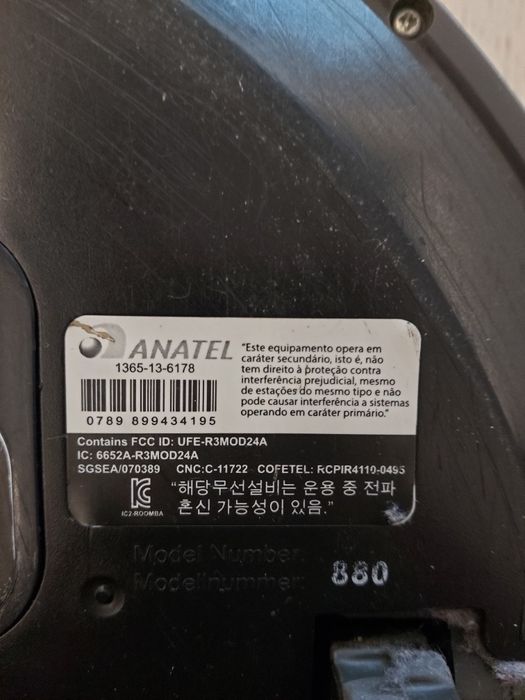 ANATEL
1365-13-6178
0789 899434195
"Este equipamento opera em
caráter secundário, isto é, não
tem direito à proteção contra
interferência prejudicial, mesmo
de estações do mesmo tipo e não
pode causar interferência a sistemas
operando em caráter primário."
Contains FCC ID: UFE-R3MOD24A
IC: 6652A-R3MOD24A
SGSEA/070389 CNC:C-11722 COFETEL: RCPIR4110-0495
IC2-ROOMBA
"해당무선설비는 운용 중 전파
혼신 가능성이 있음."
Model Number:
Modellnummer: 880